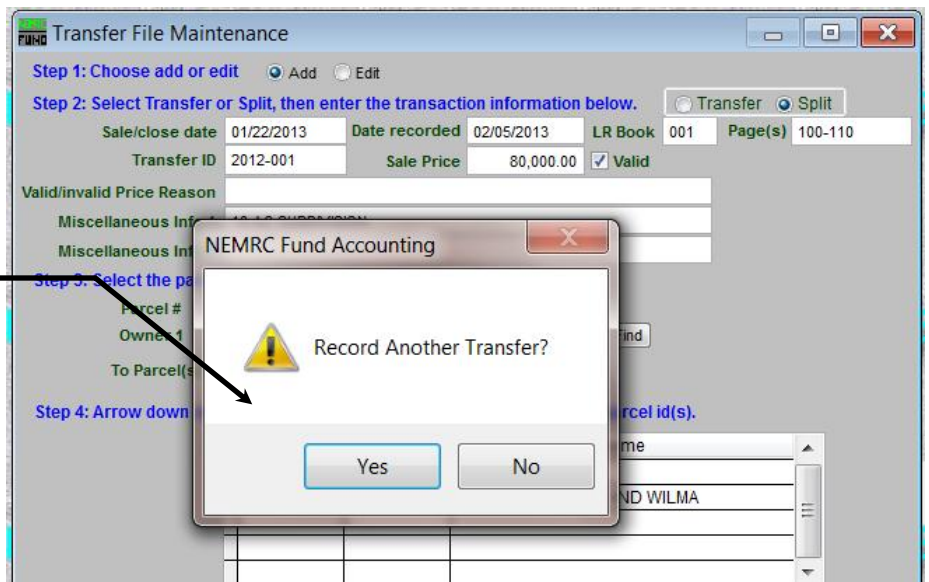 FUND Transfer File Maintenance
Step 1: Choose add or edit Add Edit
Step 2: Select Transfer or Split, then enter the transaction information below. Transfer Split
Sale/close date 01/22/2013 Date recorded 02/05/2013 LR Book 001 Page(s) 100-110
Transfer ID 2012-001 Sale Price 80,000.00 Valid
Valid/invalid Price Reason
Miscellaneous Inf
Miscellaneous Inf
NEMRC Fund Accounting
Step 3: Select the pa
Parcel #
Owner 1 Find
Record Another Transfer?
To Parcel(s
Step 4: Arrow down rcel id(s).
me
Yes No
ND WILMA